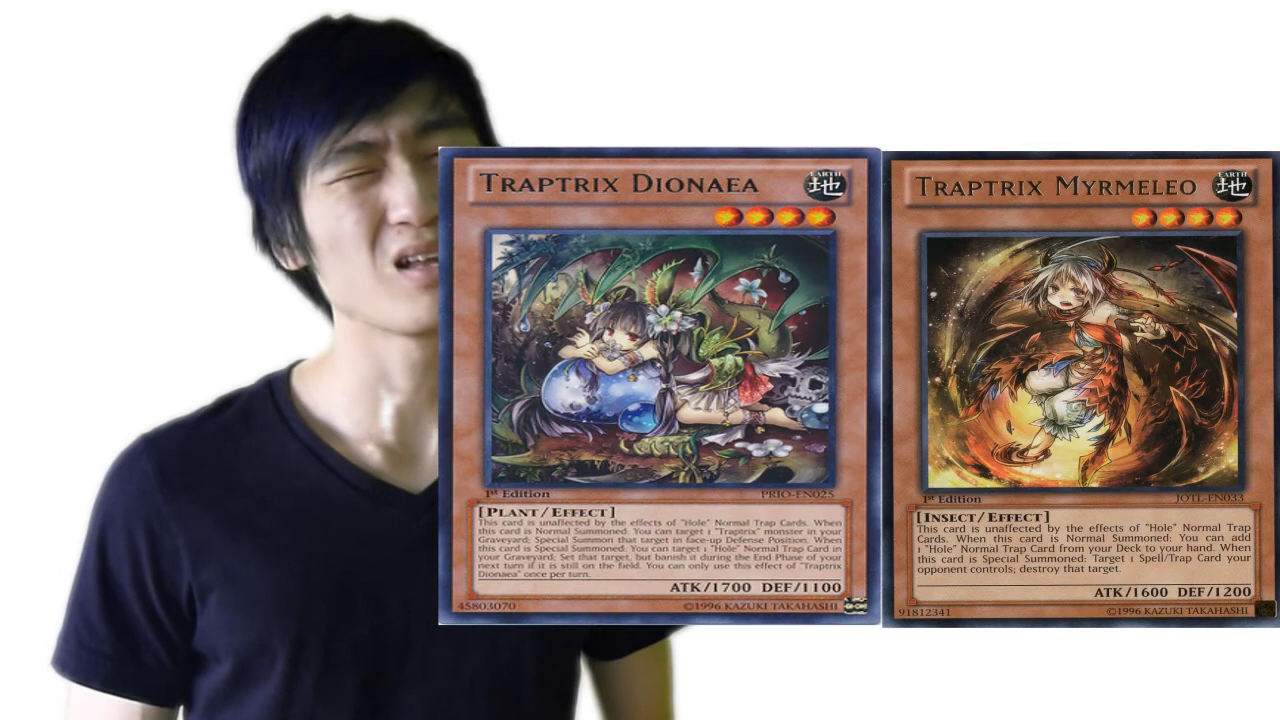 TRAPTRIX DIONAEA
EARTH
地
1st Edition
PRIO-EN025
[PLANT/EFFECT]
This card is unaffected by the effects of "Hole" Normal Trap Cards. When
this card is Normal Summoned: You can target 1 "Traptrix" monster in your
Graveyard; Special Summon that target in face-up Defense Position. When
this card is Special Summoned: You can target 1 "Hole" Normal Trap Card in
your Graveyard; Set that target, but banish it during the End Phase of your
next turn if it is still on the field. You can only use this effect of "Traptrix
Dionaea" once per turn.
ATK/1700 DEF/1100
45803070
©1996 KAZUKI TAKAHASHI
TRAPTRIX MYRMELEO
EARTH
地
1st Edition
JOTL-EN033
[INSECT/EFFECT]
This card is unaffected by the effects of "Hole" Normal Trap
Cards. When this card is Normal Summoned: You can add
1 "Hole" Normal Trap Card from your Deck to your hand. When
this card is Special Summoned: Target 1 Spell/Trap Card your
opponent controls; destroy that target.
ATK/1600 DEF/1200
91812341
©1996 KAZUKI TAKAHASHI